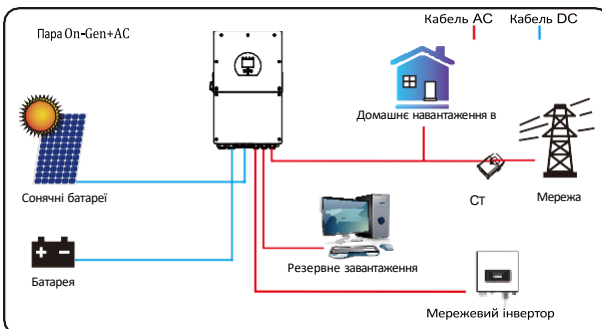 Кабель AC Кабель DC
Пара On-Gen+AC
Домашнє навантаження в
Сонячні батареї
СТ
Мережа
Резервне завантаження
Батарея
Мережевий інвертор